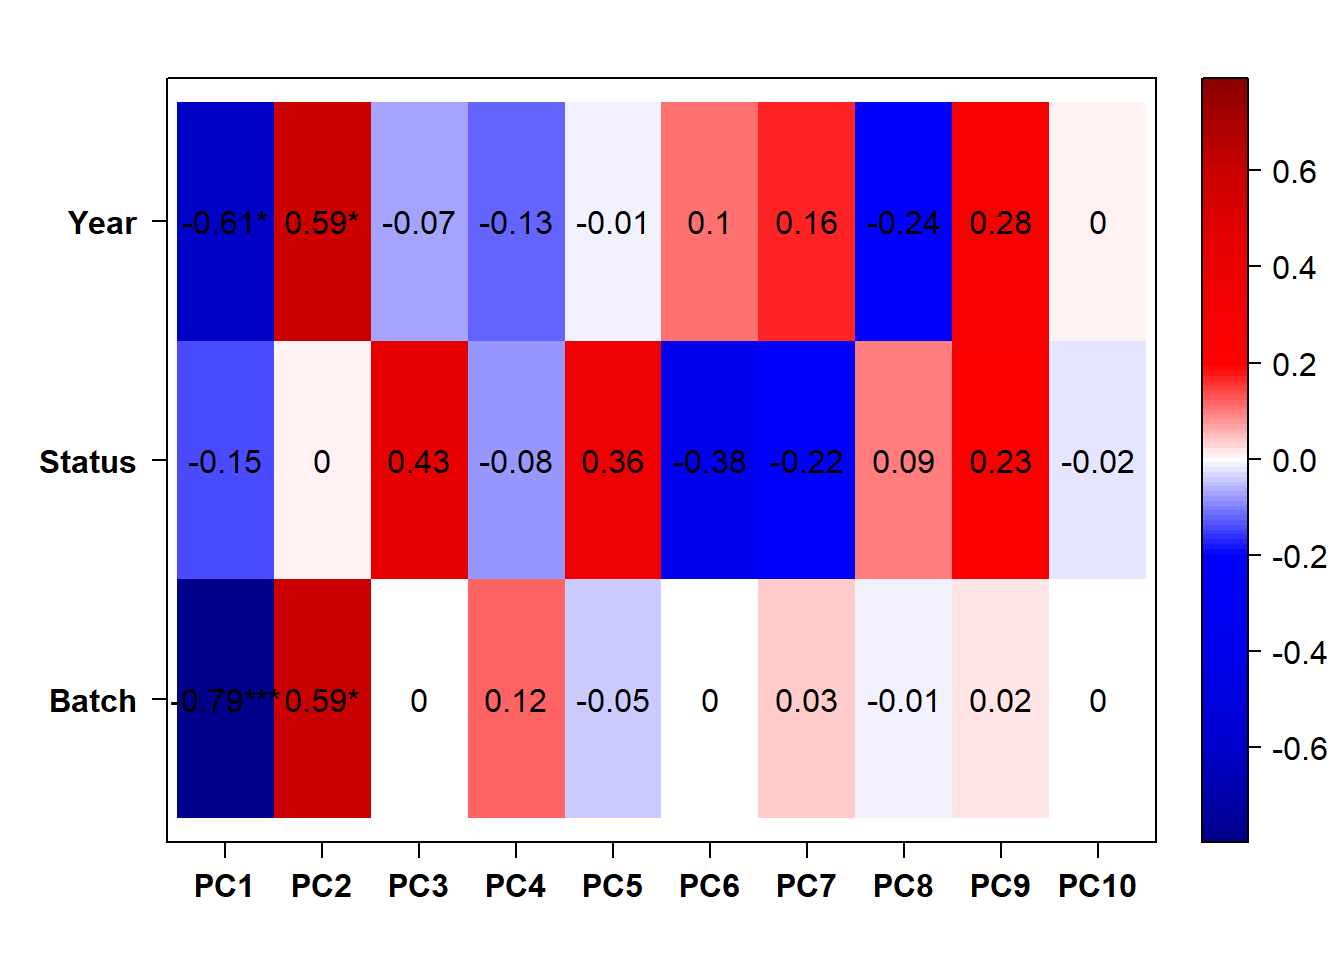 Year -0.61* 0.59* -0.07 -0.13 -0.01 0.1 0.16 -0.24 0.28 0
Status -0.15 0 0.43 -0.08 0.36 -0.38 -0.22 0.09 0.23 -0.02
Batch -0.79*** 0.59* 0 0.12 -0.05 0 0.03 -0.01 0.02 0
PC1 PC2 PC3 PC4 PC5 PC6 PC7 PC8 PC9 PC10
0.6
0.4
0.2
0.0
-0.2
-0.4
-0.6